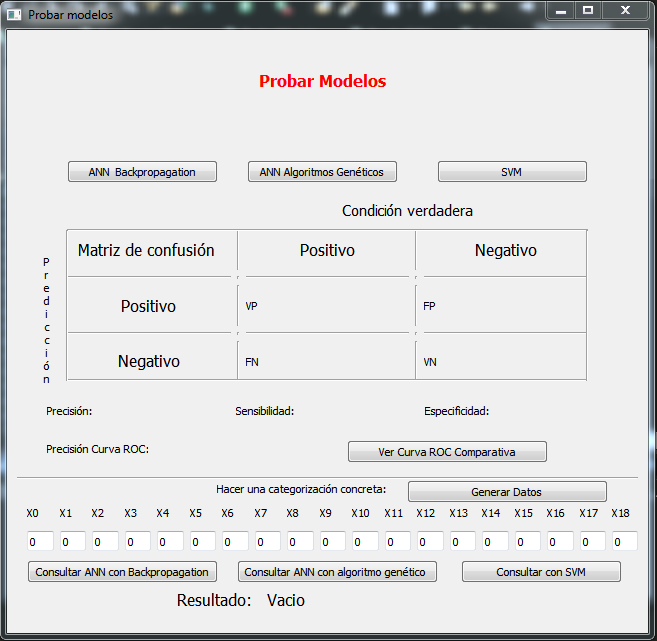 Probar modelos
Probar Modelos
ANN Backpropagation ANN Algoritmos Genéticos SVM
Condición verdadera
Predicción
Matriz de confusión Positivo Negativo
Positivo VP FP
Negativo FN VN
Precisión: Sensibilidad: Especificidad:
Precisión Curva ROC: Ver Curva ROC Comparativa
Hacer una categorización concreta: Generar Datos
X0 X1 X2 X3 X4 X5 X6 X7 X8 X9 X10 X11 X12 X13 X14 X15 X16 X17 X18
0 0 0 0 0 0 0 0 0 0 0 0 0 0 0 0 0 0 0
Consultar ANN con Backpropagation Consultar ANN con algoritmo genético Consultar con SVM
Resultado: Vacio